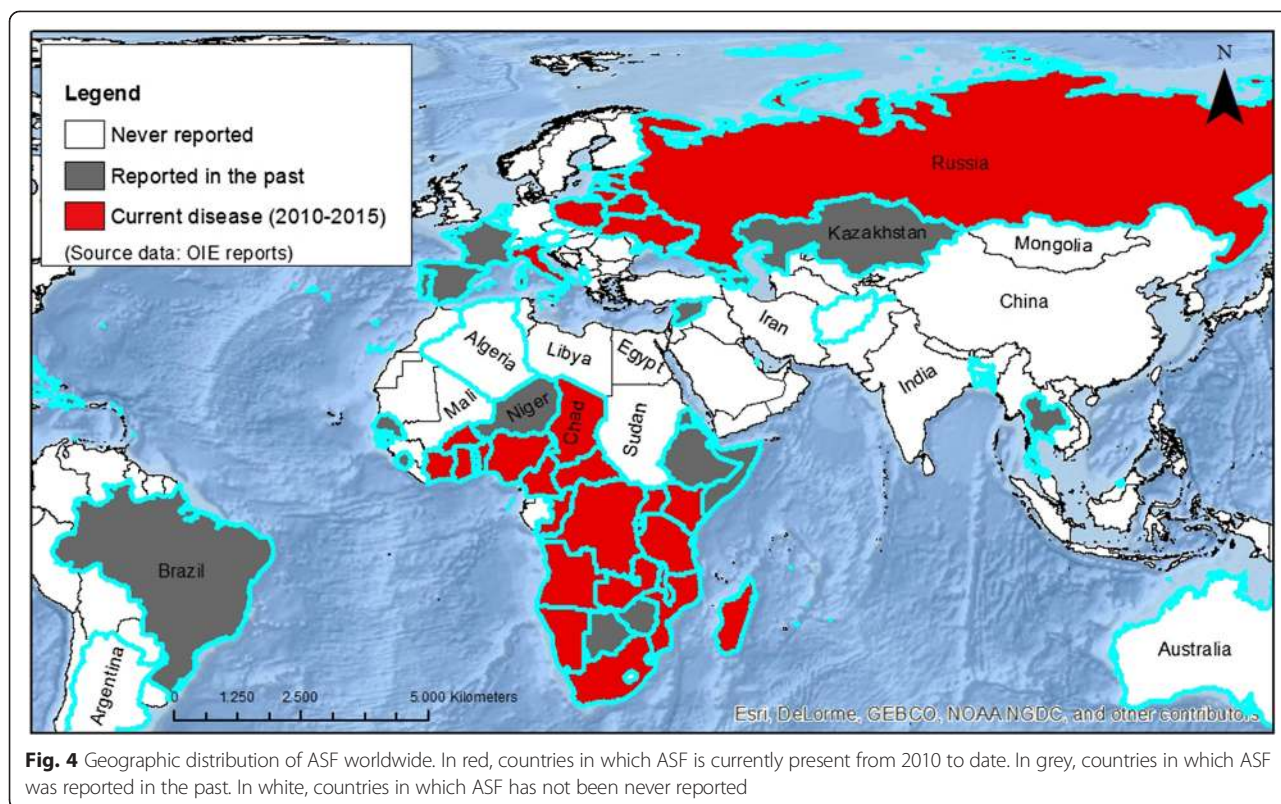 N
Legend
Never reported
Reported in the past
Current disease (2010-2015)
(Source data: OIE reports)
Russia
Kazakhstan
Mongolia
China
Iran
Algeria
Libya
Egypt
India
Mali
Niger
Chad
Sudan
Brazil
Australia
Argentina
0 1.250 2.500 5.000 Kilometers
Esri, DeLorme, GEBCO, NOAA NGDC, and other contributors
Fig. 4 Geographic distribution of ASF worldwide. In red, countries in which ASF is currently present from 2010 to date. In grey, countries in which ASF
was reported in the past. In white, countries in which ASF has not been never reported